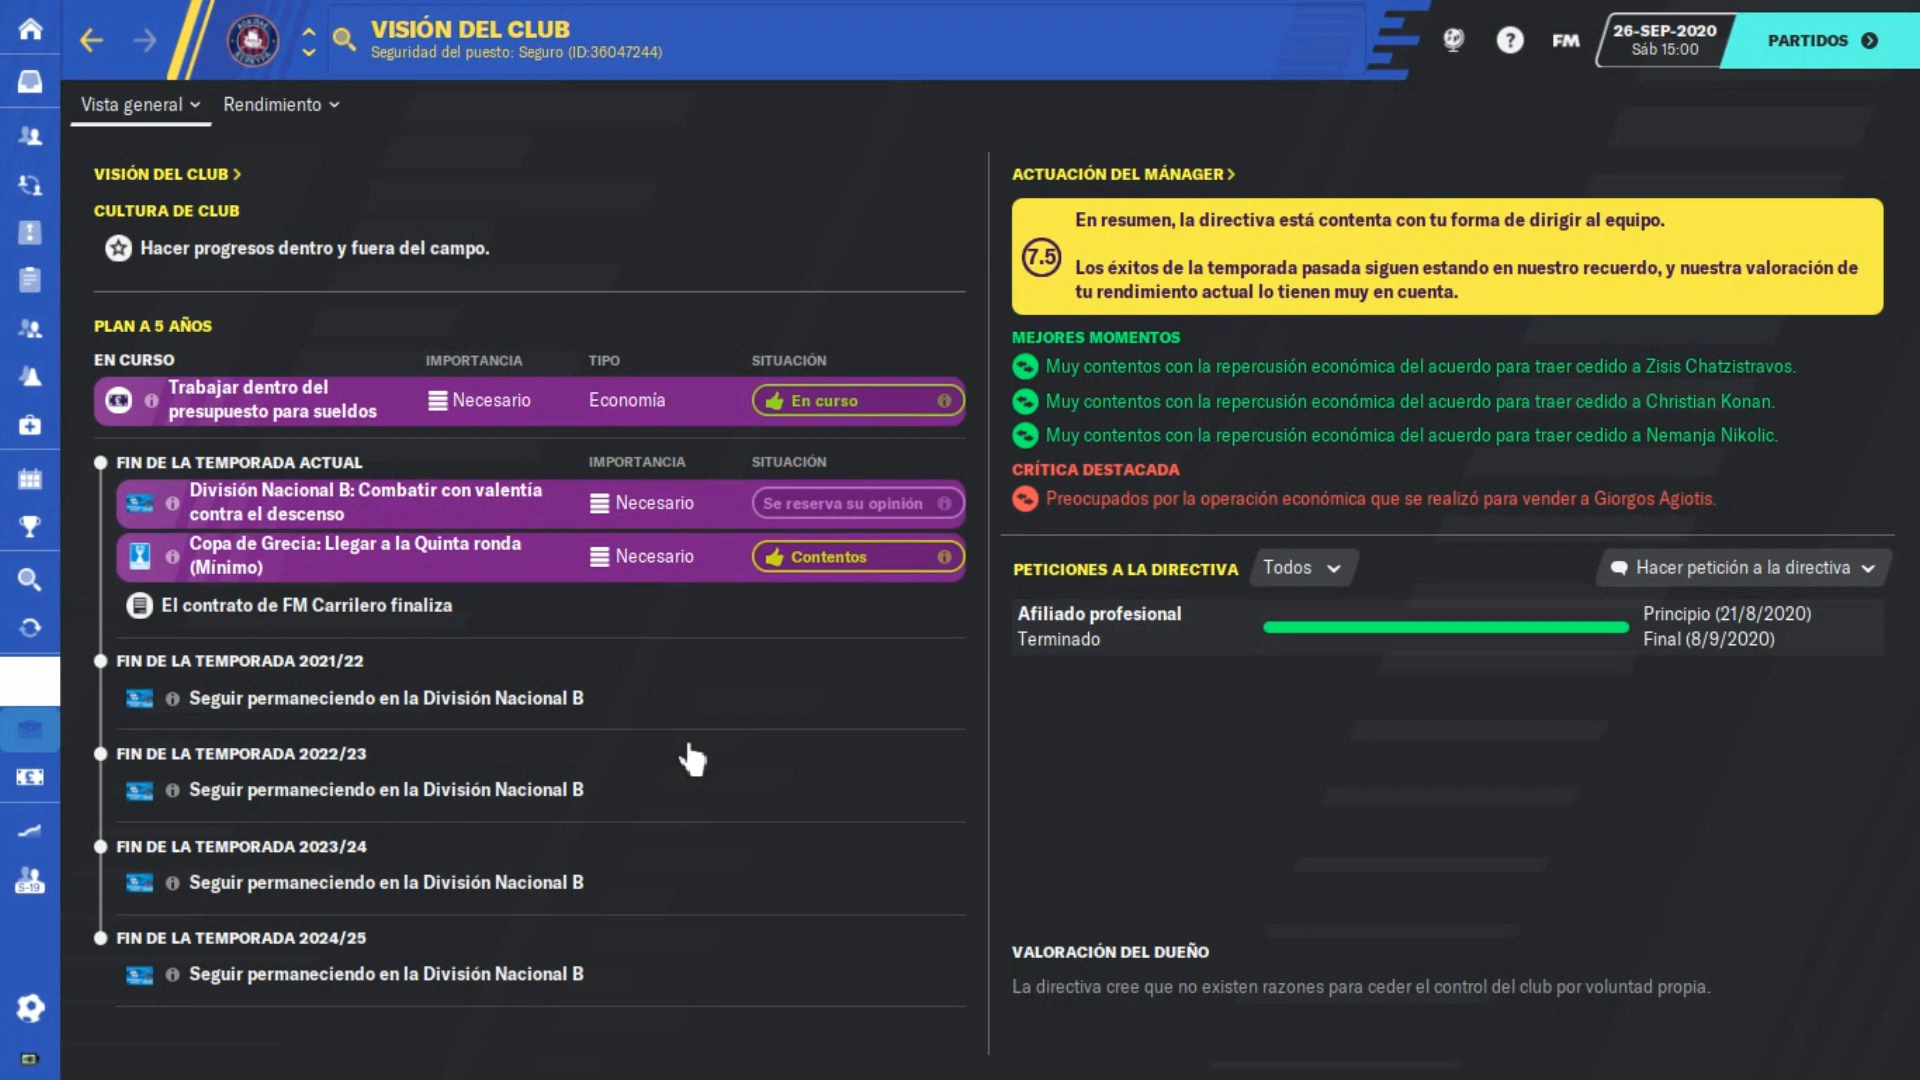 VISIÓN DEL CLUB
Seguridad del puesto: Seguro (ID:36047244)
FM
26-SEP-2020
Sáb 15:00
PARTIDOS
Vista general
Rendimiento
VISIÓN DEL CLUB
CULTURA DE CLUB
Hacer progresos dentro y fuera del campo.
PLAN A 5 AÑOS
EN CURSO IMPORTANCIA TIPO SITUACIÓN
Trabajar dentro del
presupuesto para sueldos
Necesario Economía En curso
FIN DE LA TEMPORADA ACTUAL IMPORTANCIA SITUACIÓN
División Nacional B: Combatir con valentía
contra el descenso
Necesario Se reserva su opinión
Copa de Grecia: Llegar a la Quinta ronda
(Mínimo)
Necesario Contentos
El contrato de FM Carrilero finaliza
FIN DE LA TEMPORADA 2021/22
Seguir permaneciendo en la División Nacional B
FIN DE LA TEMPORADA 2022/23
Seguir permaneciendo en la División Nacional B
FIN DE LA TEMPORADA 2023/24
Seguir permaneciendo en la División Nacional B
FIN DE LA TEMPORADA 2024/25
Seguir permaneciendo en la División Nacional B
ACTUACIÓN DEL MÁNAGER
7.5
En resumen, la directiva está contenta con tu forma de dirigir al equipo.
Los éxitos de la temporada pasada siguen estando en nuestro recuerdo, y nuestra valoración de
tu rendimiento actual lo tienen muy en cuenta.
MEJORES MOMENTOS
Muy contentos con la repercusión económica del acuerdo para traer cedido a Zisis Chatzistravos.
Muy contentos con la repercusión económica del acuerdo para traer cedido a Christian Konan.
Muy contentos con la repercusión económica del acuerdo para traer cedido a Nemanja Nikolic.
CRÍTICA DESTACADA
Preocupados por la operación económica que se realizó para vender a Giorgos Agiotis.
PETICIONES A LA DIRECTIVA Todos Hacer petición a la directiva
Afiliado profesional
Terminado
Principio (21/8/2020)
Final (8/9/2020)
VALORACIÓN DEL DUEÑO
La directiva cree que no existen razones para ceder el control del club por voluntad propia.
S-19